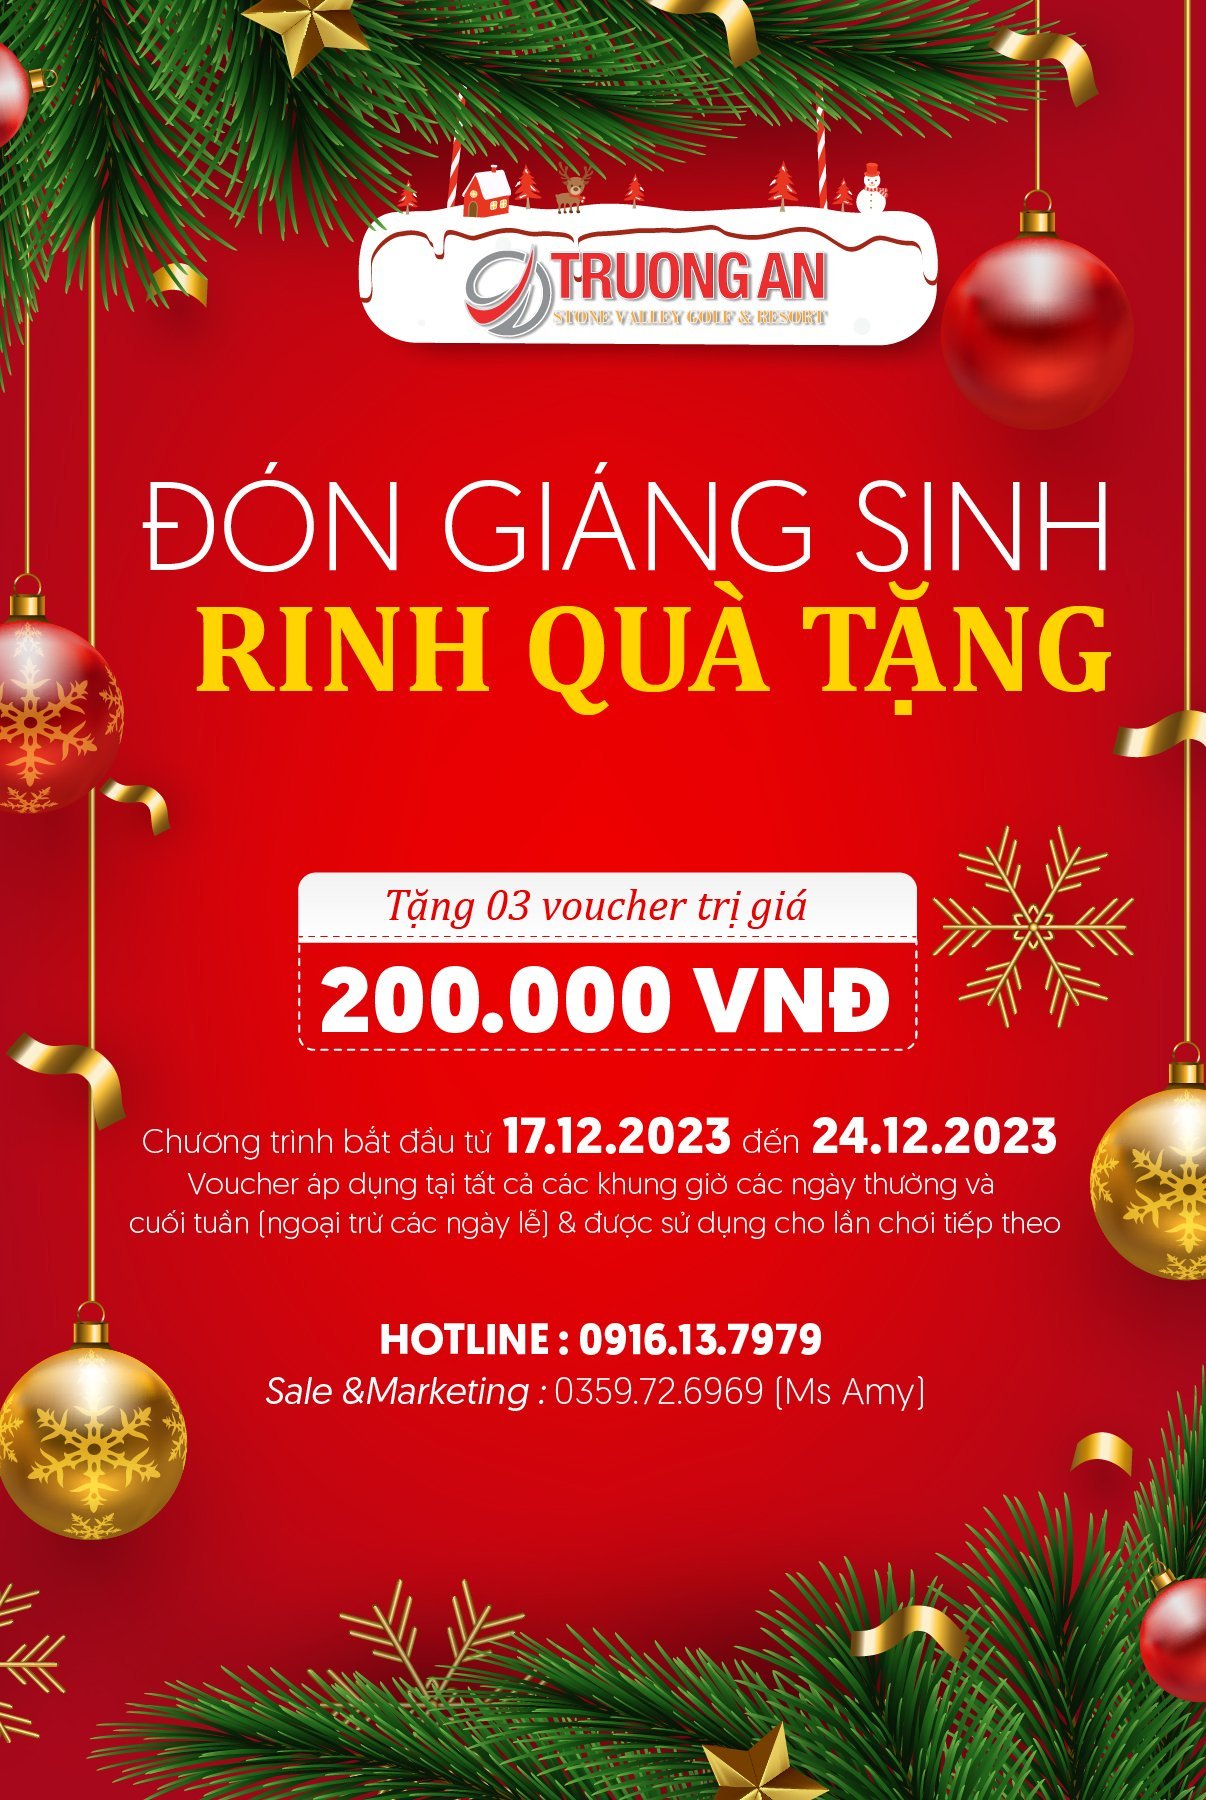 TRUONG AN
STONE VALLEY GOLF & RESORT
ĐÓN GIÁNG SINH
RINH QUÀ TẶNG
Tặng 03 voucher trị giá
200.000 VNĐ
Chương trình bắt đầu từ 17.12.2023 đến 24.12.2023
Voucher áp dụng tại tất cả các khung giờ các ngày thường và
cuối tuần (ngoại trừ các ngày lễ) & được sử dụng cho lần chơi tiếp theo
HOTLINE : 0916.13.7979
Sale &Marketing : 0359.72.6969 (Ms Amy)